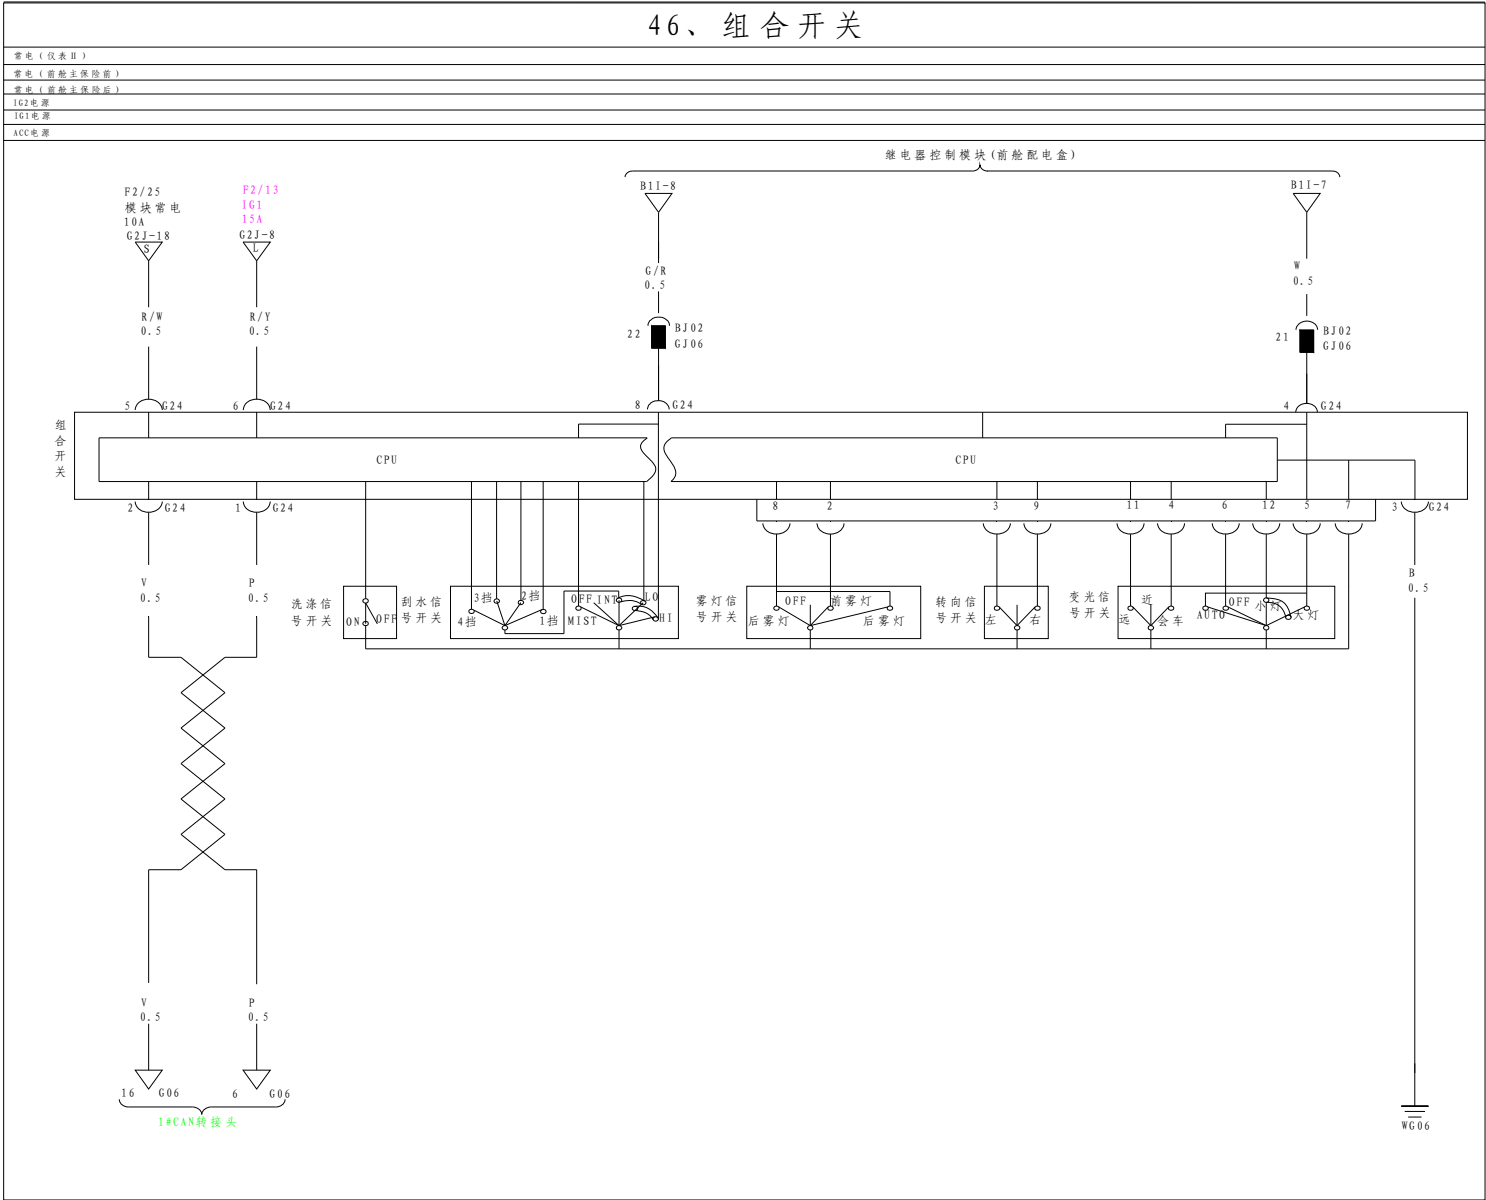 46、组合开关
常电(仪表Ⅱ)
常电(前舱主保险前)
常电(前舱主保险后)
IG2电源
IG1电源
ACC电源
继电器控制模块(前舱配电盒)
F2/25
模块常电
10A
G2J-18
S
F2/13
IG1
15A
G2J-8
L
B1I-8
B1I-7
G/R
0.5
W
0.5
R/W
0.5
R/Y
0.5
22
BJ02
GJ06
21
BJ02
GJ06
5 G24
6 G24
8 G24
4 G24
组合开关
CPU
CPU
2 G24
1 G24
8
2
3
9
11
4
6
12
5
7
3 G24
V
0.5
P
0.5
B
0.5
洗涤信
号开关
ON
OFF
刮水信
号开关
3挡
2挡
4挡
1挡
OFF
INT
LO
MIST
HI
雾灯信
号开关
OFF
前雾灯
后雾灯
后雾灯
转向信
号开关
左
右
变光信
号开关
近
远
会车
OFF
小灯
AUTO
大灯
V
0.5
P
0.5
16 G06
6 G06
1#CAN转接头
WG06